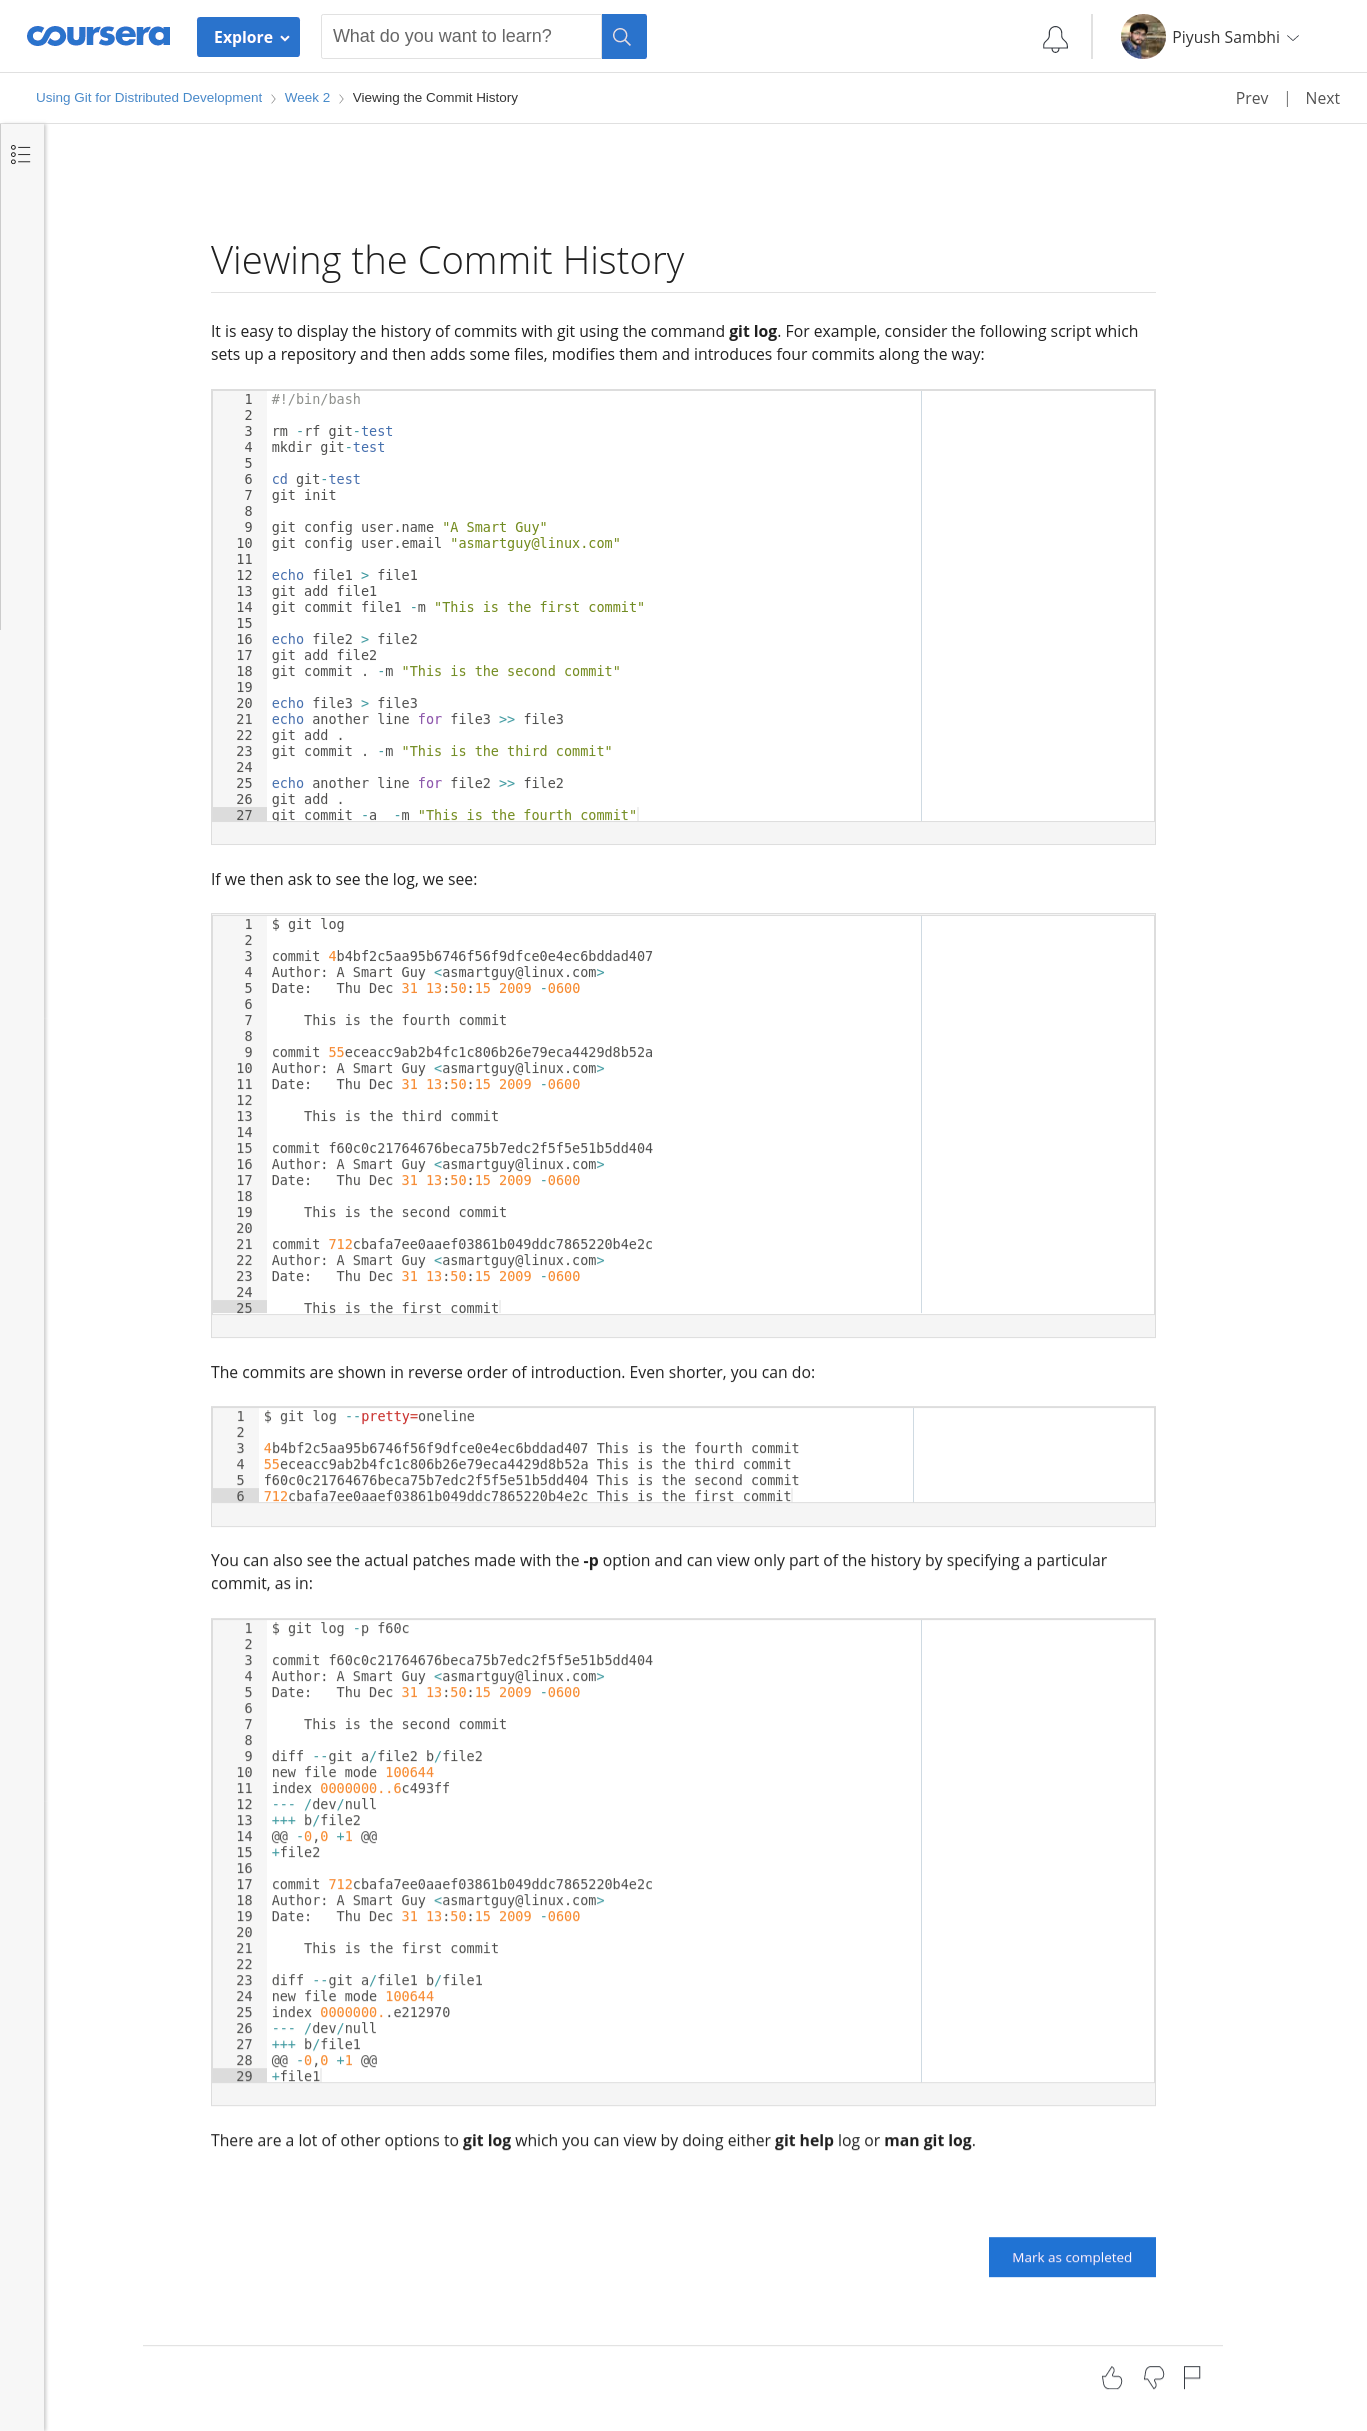 coursera
Explore
What do you want to learn?
Piyush Sambhi
Using Git for Distributed Development > Week 2 > Viewing the Commit History
Prev | Next
Viewing the Commit History
It is easy to display the history of commits with git using the command git log. For example, consider the following script which
sets up a repository and then adds some files, modifies them and introduces four commits along the way:
1 #!/bin/bash
2
3 rm -rf git-test
4 mkdir git-test
5
6 cd git-test
7 git init
8
9 git config user.name "A Smart Guy"
10 git config user.email "asmartguy@linux.com"
11
12 echo file1 > file1
13 git add file1
14 git commit file1 -m "This is the first commit"
15
16 echo file2 > file2
17 git add file2
18 git commit . -m "This is the second commit"
19
20 echo file3 > file3
21 echo another line for file3 >> file3
22 git add .
23 git commit . -m "This is the third commit"
24
25 echo another line for file2 >> file2
26 git add .
27 git commit -a  -m "This is the fourth commit"
If we then ask to see the log, we see:
1 $ git log
2
3 commit 4b4bf2c5aa95b6746f56f9dfce0e4ec6bddad407
4 Author: A Smart Guy <asmartguy@linux.com>
5 Date:   Thu Dec 31 13:50:15 2009 -0600
6
7     This is the fourth commit
8
9 commit 55eceacc9ab2b4fc1c806b26e79eca4429d8b52a
10 Author: A Smart Guy <asmartguy@linux.com>
11 Date:   Thu Dec 31 13:50:15 2009 -0600
12
13     This is the third commit
14
15 commit f60c0c21764676beca75b7edc2f5f5e51b5dd404
16 Author: A Smart Guy <asmartguy@linux.com>
17 Date:   Thu Dec 31 13:50:15 2009 -0600
18
19     This is the second commit
20
21 commit 712cbafa7ee0aaef03861b049ddc7865220b4e2c
22 Author: A Smart Guy <asmartguy@linux.com>
23 Date:   Thu Dec 31 13:50:15 2009 -0600
24
25     This is the first commit
The commits are shown in reverse order of introduction. Even shorter, you can do:
1 $ git log --pretty=oneline
2
3 4b4bf2c5aa95b6746f56f9dfce0e4ec6bddad407 This is the fourth commit
4 55eceacc9ab2b4fc1c806b26e79eca4429d8b52a This is the third commit
5 f60c0c21764676beca75b7edc2f5f5e51b5dd404 This is the second commit
6 712cbafa7ee0aaef03861b049ddc7865220b4e2c This is the first commit
You can also see the actual patches made with the -p option and can view only part of the history by specifying a particular
commit, as in:
1 $ git log -p f60c
2
3 commit f60c0c21764676beca75b7edc2f5f5e51b5dd404
4 Author: A Smart Guy <asmartguy@linux.com>
5 Date:   Thu Dec 31 13:50:15 2009 -0600
6
7     This is the second commit
8
9 diff --git a/file2 b/file2
10 new file mode 100644
11 index 0000000..6c493ff
12 --- /dev/null
13 +++ b/file2
14 @@ -0,0 +1 @@
15 +file2
16
17 commit 712cbafa7ee0aaef03861b049ddc7865220b4e2c
18 Author: A Smart Guy <asmartguy@linux.com>
19 Date:   Thu Dec 31 13:50:15 2009 -0600
20
21     This is the first commit
22
23 diff --git a/file1 b/file1
24 new file mode 100644
25 index 0000000..e212970
26 --- /dev/null
27 +++ b/file1
28 @@ -0,0 +1 @@
29 +file1
There are a lot of other options to git log which you can view by doing either git help log or man git log.
Mark as completed